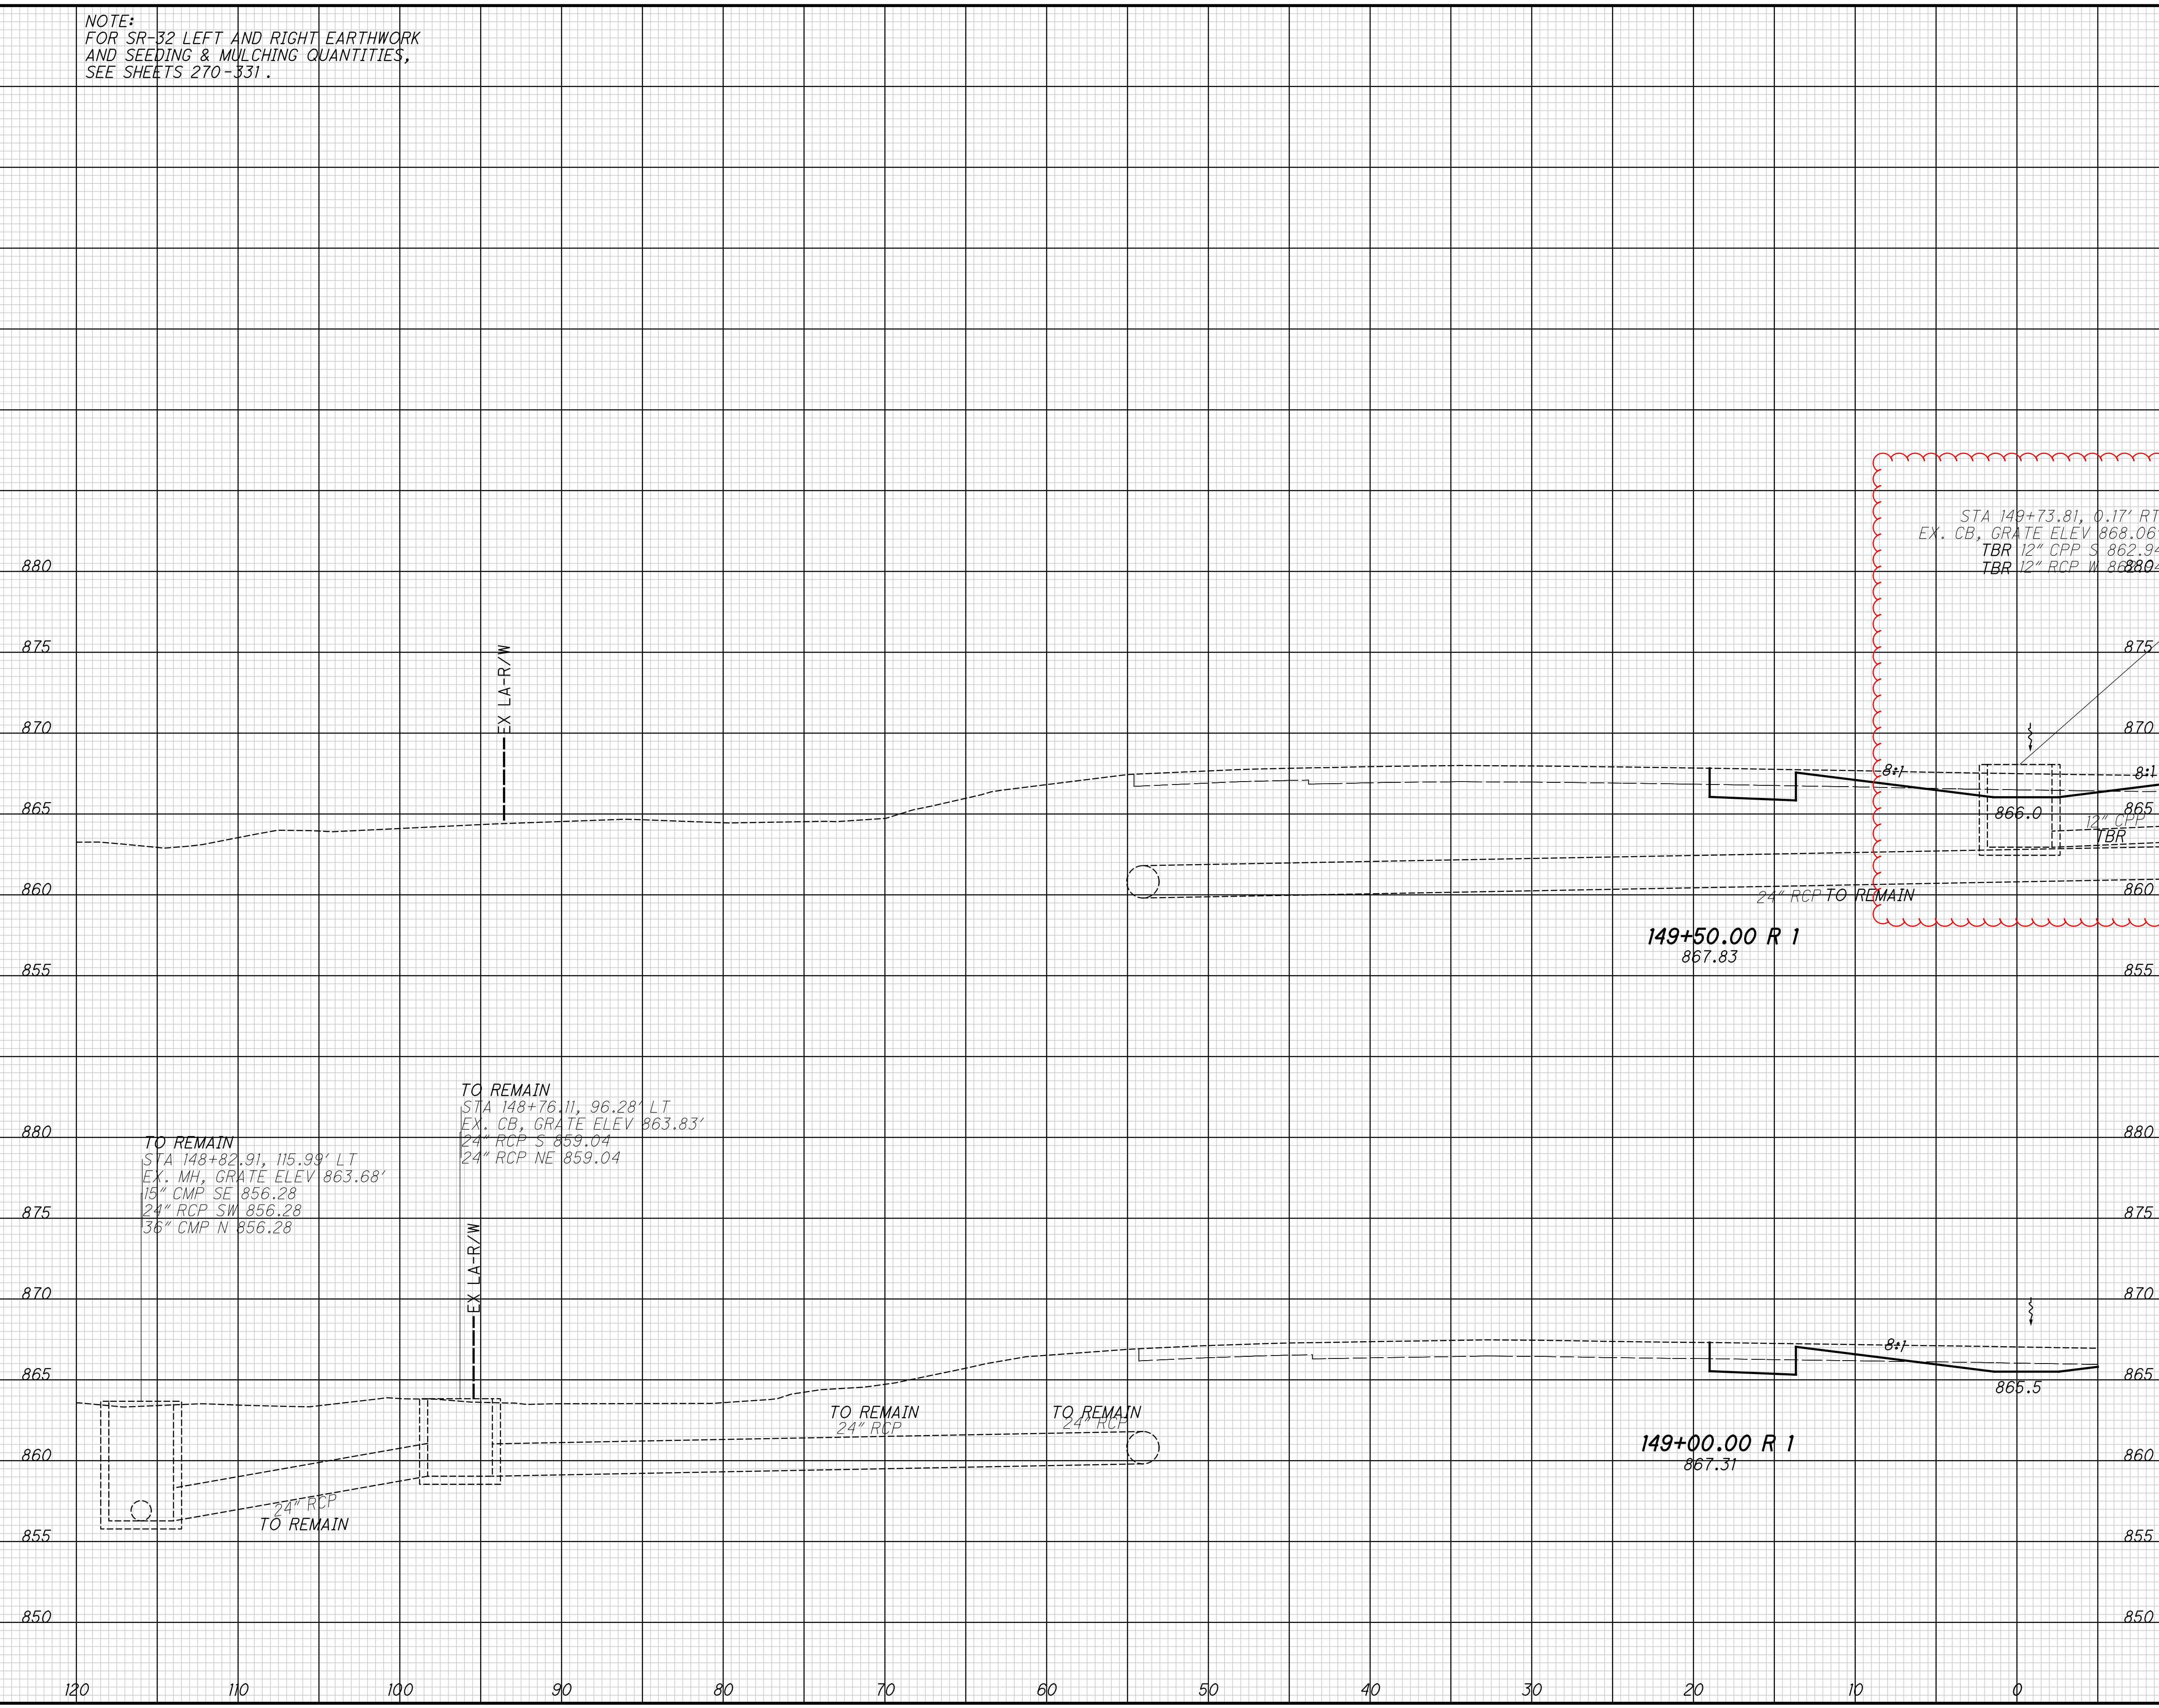 NOTE:
FOR SR-32 LEFT AND RIGHT EARTHWORK
AND SEEDING & MULCHING QUANTITIES,
SEE SHEETS 270-331.
STA 149+73.81, 0.17' RT
EX. CB, GRATE ELEV 868.06'
TBR 12" CPP S 862.94
TBR 12" RCP W
880
880
875
875
EX LA-R/W
870
870
8:1
8:1
865
865
866.0
12" CPP
TBR
860
860
24" RCP TO REMAIN
149+50.00 R 1
867.83
855
855
TO REMAIN
STA 148+76.11, 96.28' LT
EX. CB, GRATE ELEV 863.83'
24" RCP S 859.04
24" RCP NE 859.04
880
880
TO REMAIN
STA 148+82.91, 115.99' LT
EX. MH, GRATE ELEV 863.68'
15" CMP SE 856.28
24" RCP SW 856.28
36" CMP N 856.28
875
875
EX LA-R/W
870
870
8:1
865
865
865.5
TO REMAIN
24" RCP
TO REMAIN
24" RCP
860
860
149+00.00 R 1
867.31
24" RCP
TO REMAIN
855
855
850
850
120 110 100 90 80 70 60 50 40 30 20 10 0